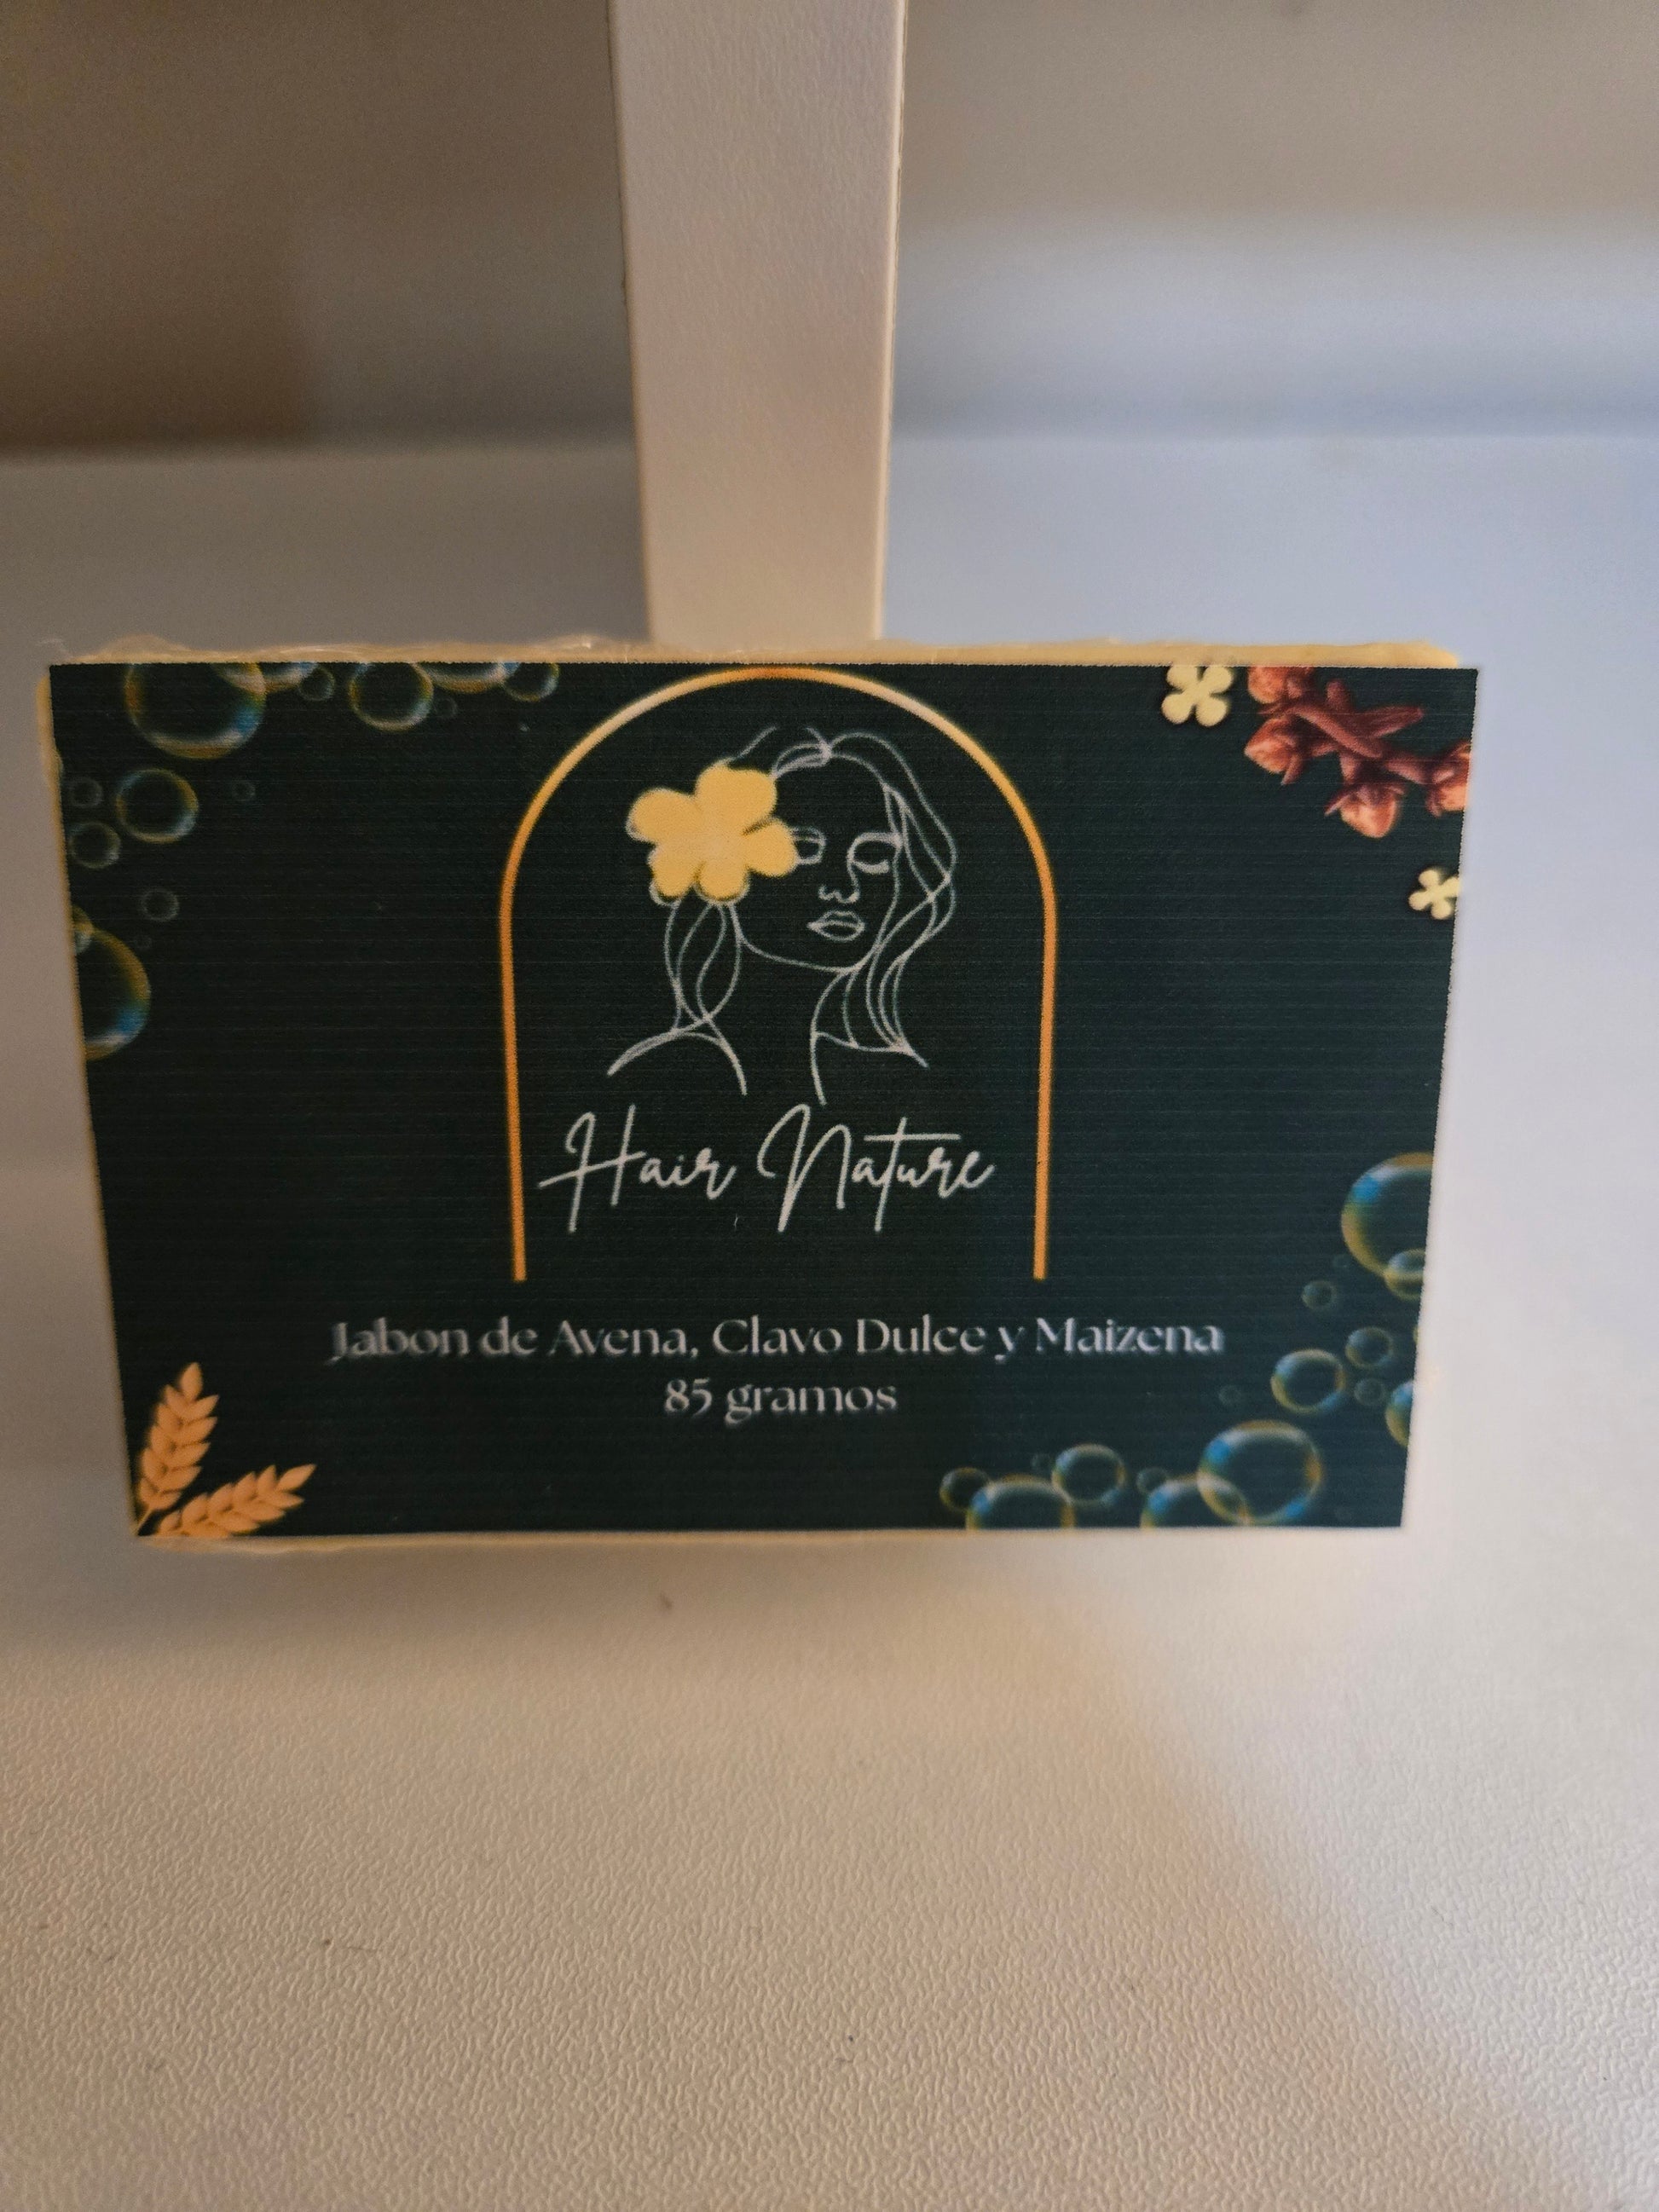 Hair Nature
Jabon de Avena, Clavo Dulce y Maizena
85 gramos